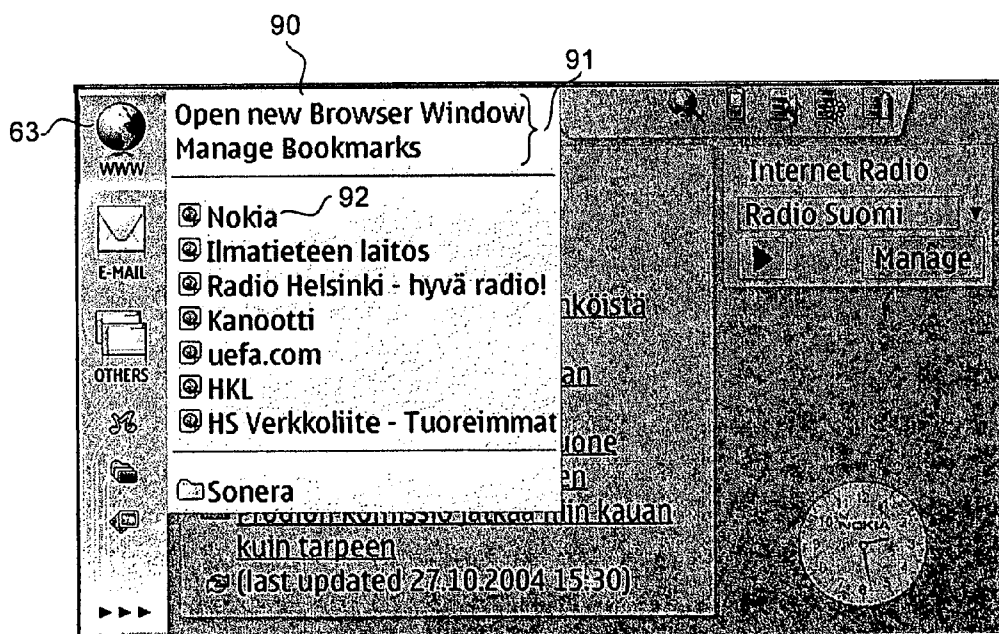 90
91
63
WWW
E-MAIL
OTHERS
Open new Browser Window
Manage Bookmarks
Nokia
92
Ilmatieteen laitos
Radio Helsinki - hyvä radio!
Kanootti
uefa.com
HKL
HS Verkkoliite - Tuoreimmat
Sonera
kauan
kuin tarpeen
(last updated 27.10.2004 15:30)
Internet Radio
Radio Suomi
Manage
NOKIA